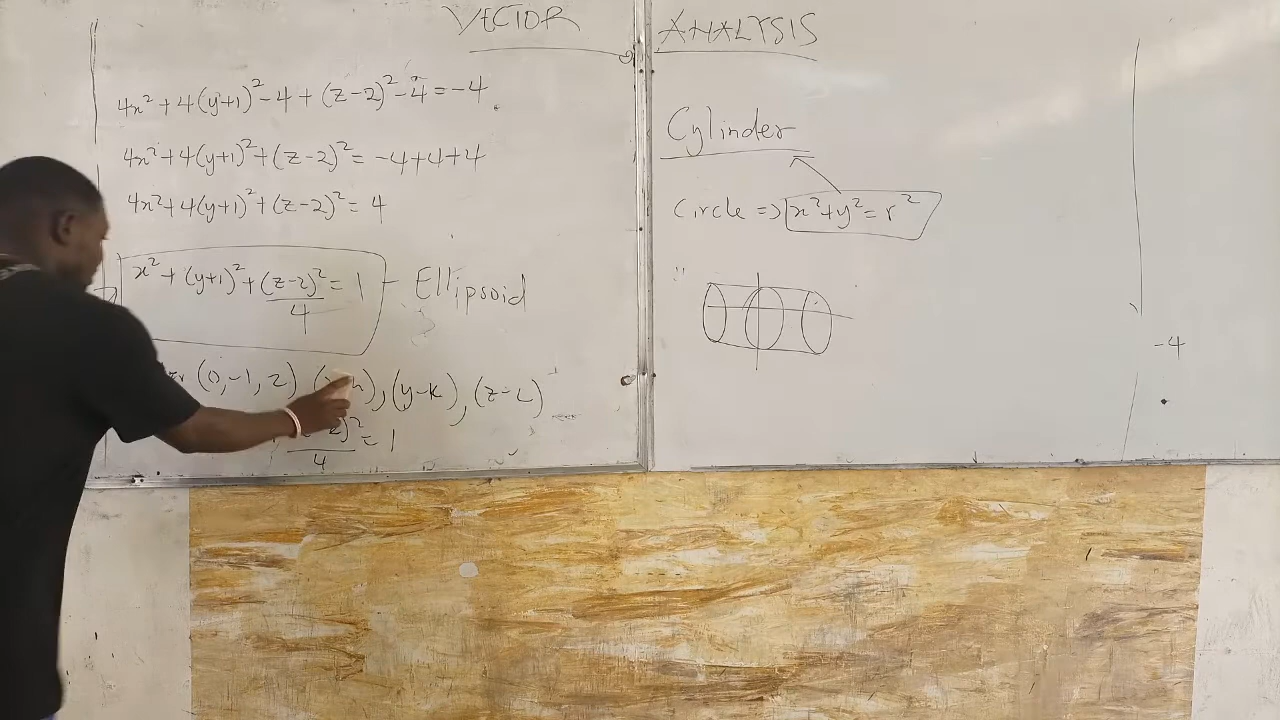 VECTOR ANALYSIS
4x² + 4(y+1)² - 4 + (z-2)² - 4 = -4
4x² + 4(y+1)² + (z-2)² = -4+4+4
4x² + 4(y+1)² + (z-2)² = 4
x² + (y+1)² + (z-2)²/4 = 1 - Ellipsoid
(0, -1, 2) , (y-k), (z-L)
)²/4 = 1
Cylinder
Circle => x² + y² = r²
-4